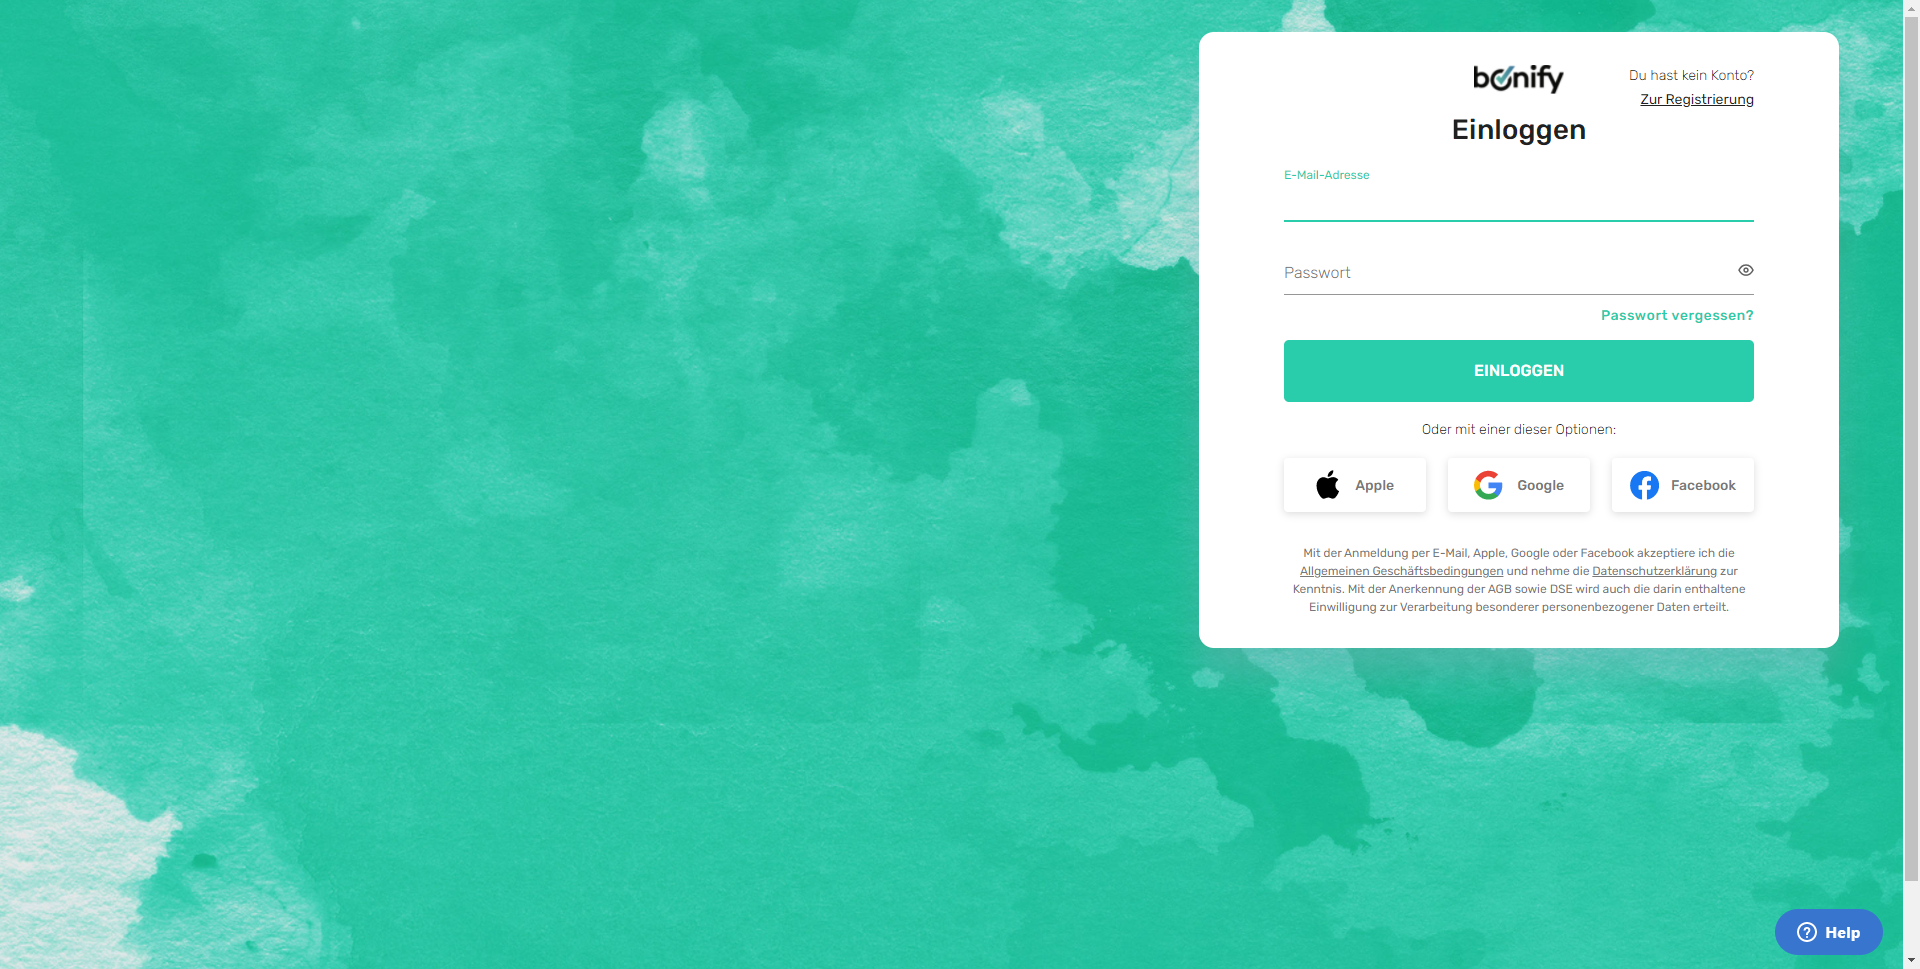 bonify
Du hast kein Konto?
Zur Registrierung
Einloggen
E-Mail-Adresse
Passwort
Passwort vergessen?
EINLOGGEN
Oder mit einer dieser Optionen:
Apple
Google
Facebook
Mit der Anmeldung per E-Mail, Apple, Google oder Facebook akzeptiere ich die
Allgemeinen Geschäftsbedingungen und nehme die Datenschutzerklärung zur
Kenntnis. Mit der Anerkennung der AGB sowie DSE wird auch die darin enthaltene
Einwilligung zur Verarbeitung besonderer personenbezogener Daten erteilt.
Help